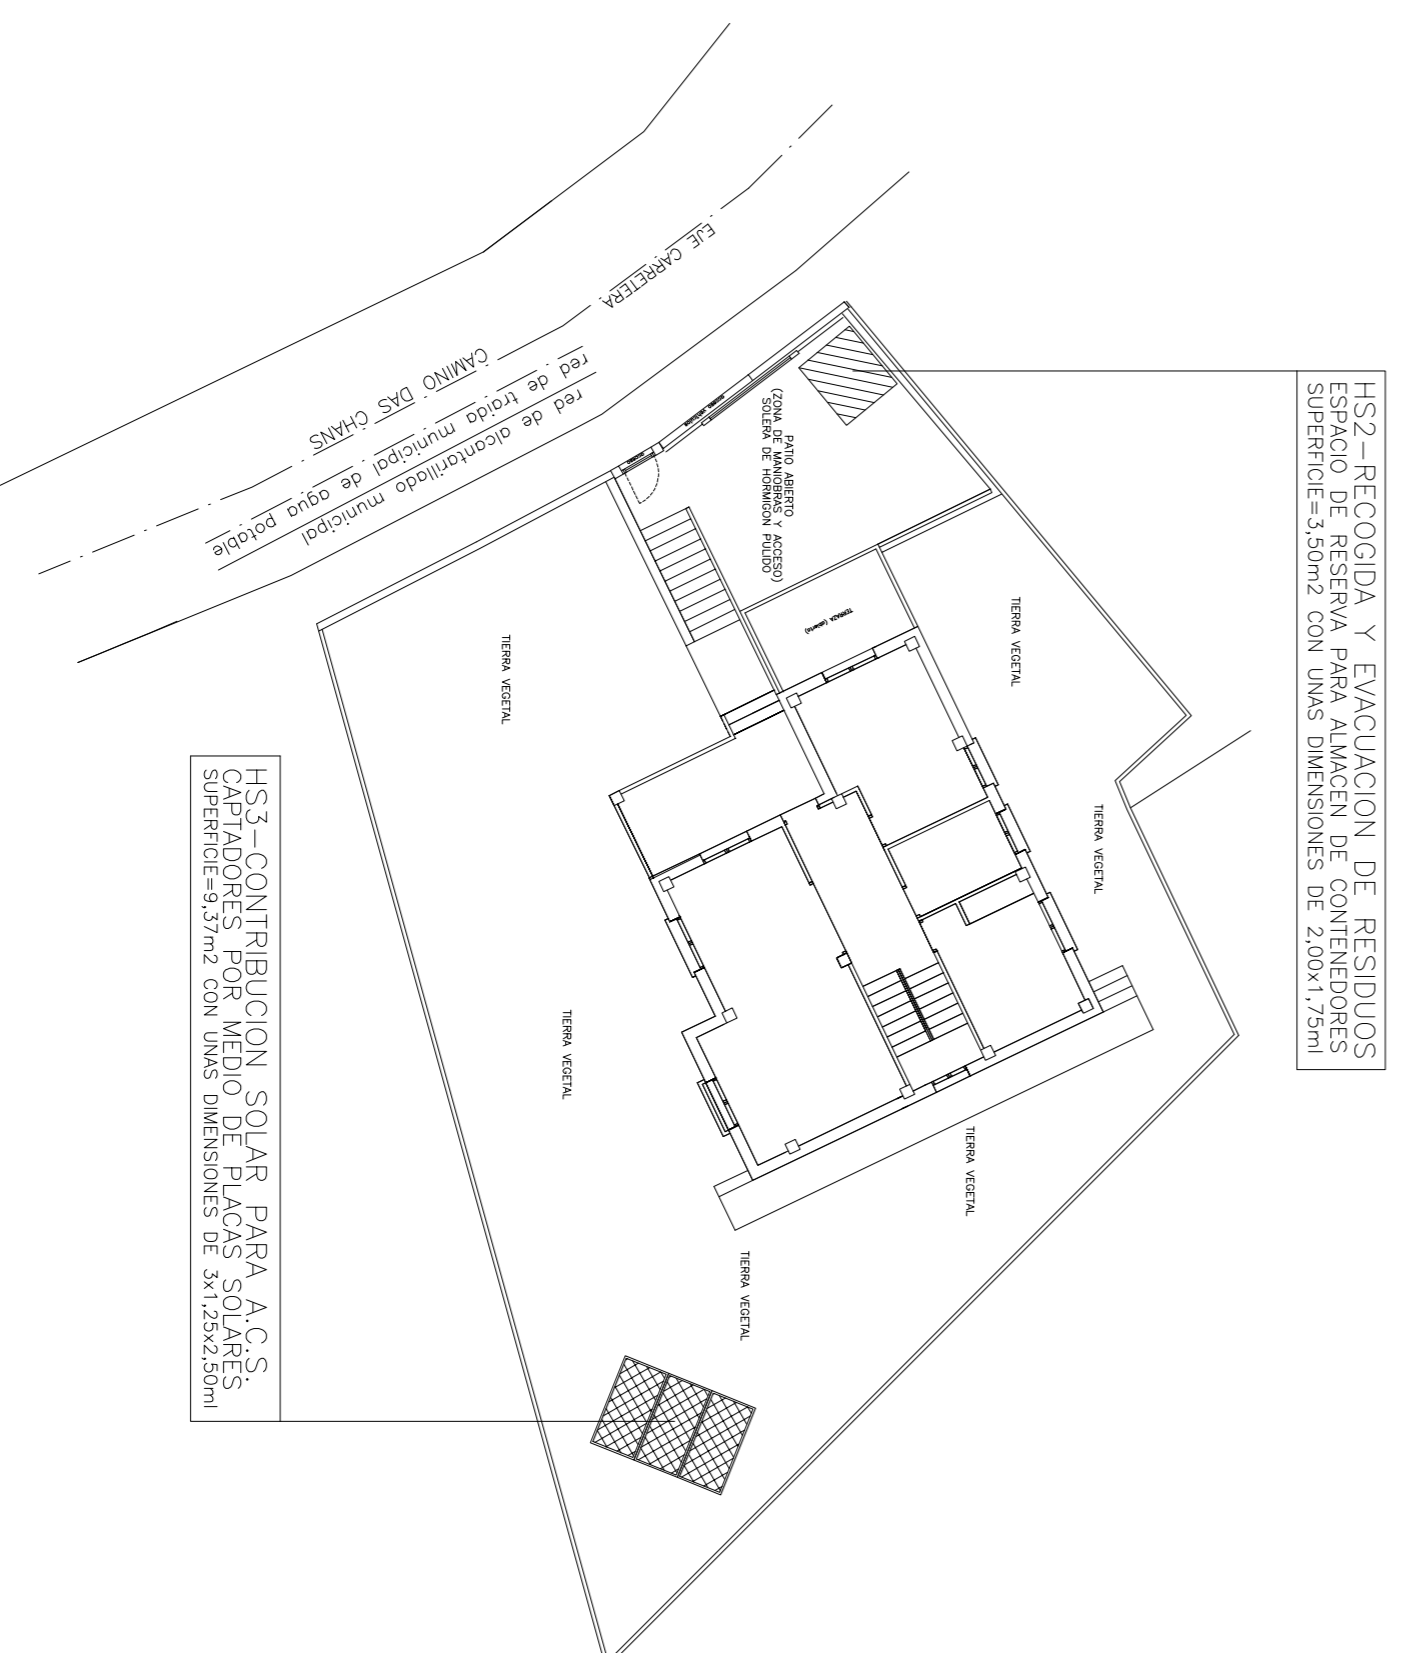 HS2-RECOGIDA Y EVACUACION DE RESIDUOS
ESPACIO DE RESERVA PARA ALMACEN DE CONTENEDORES
SUPERFICIE=3,50m2 CON UNAS DIMENSIONES DE 2,00x1,75ml
EJE CARRETERA
CAMINO DAS CHANS
red de traida municipal de agua potable
red de alcantarillado municipal
acceso vehiculos
acceso
PATIO ABIERTO
(ZONA DE MANIOBRAS Y ACCESO)
SOLERA DE HORMIGON PULIDO
TERRAZA (abierta)
TIERRA VEGETAL
TIERRA VEGETAL
TIERRA VEGETAL
TIERRA VEGETAL
TIERRA VEGETAL
TIERRA VEGETAL
HS3-CONTRIBUCION SOLAR PARA A.C.S.
CAPTADORES POR MEDIO DE PLACAS SOLARES
SUPERFICIE=9,37m2 CON UNAS DIMENSIONES DE 3x1,25x2,50ml